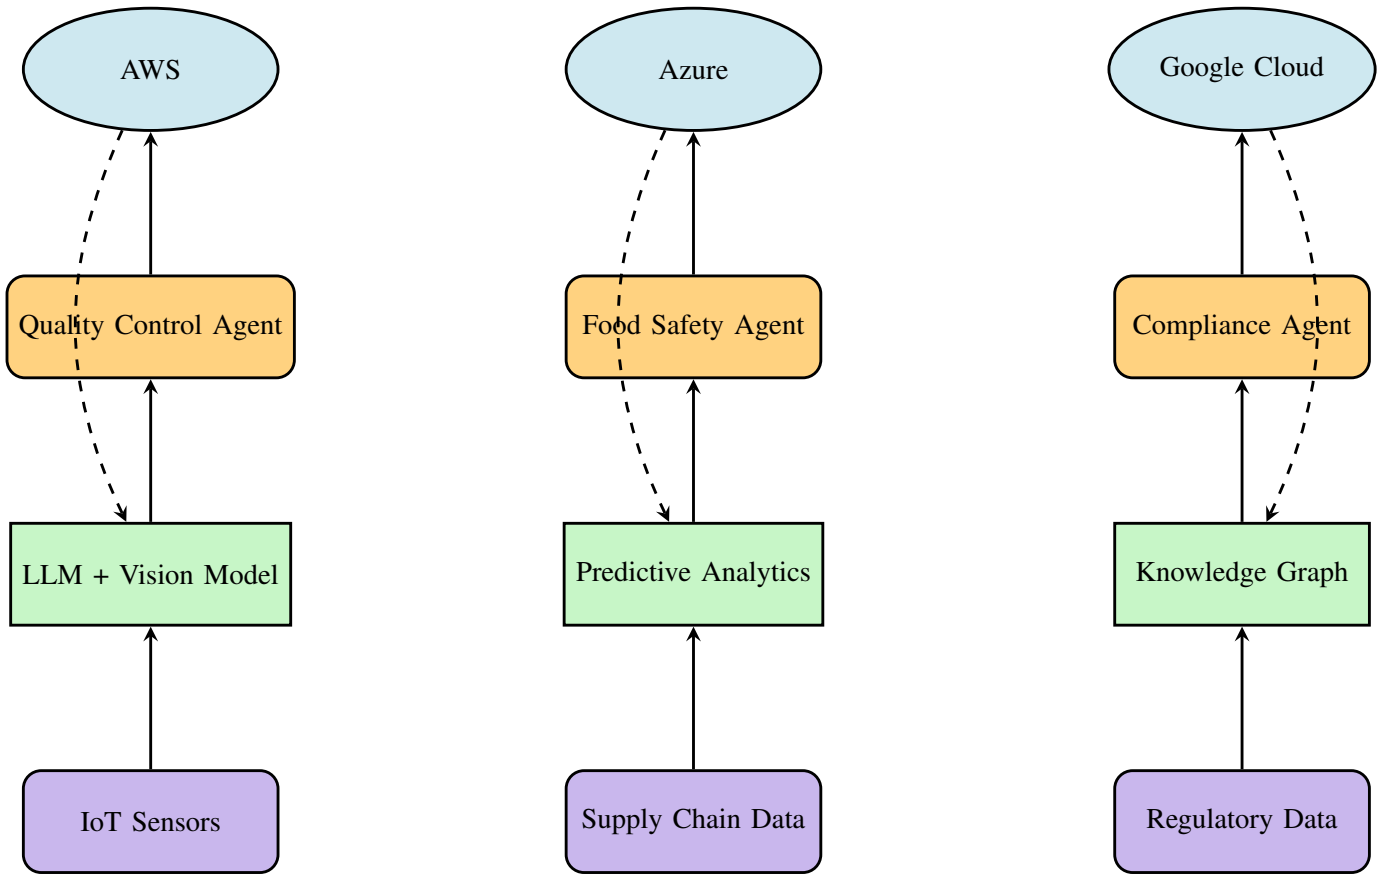 AWS
Azure
Google Cloud
Quality Control Agent
Food Safety Agent
Compliance Agent
LLM + Vision Model
Predictive Analytics
Knowledge Graph
IoT Sensors
Supply Chain Data
Regulatory Data